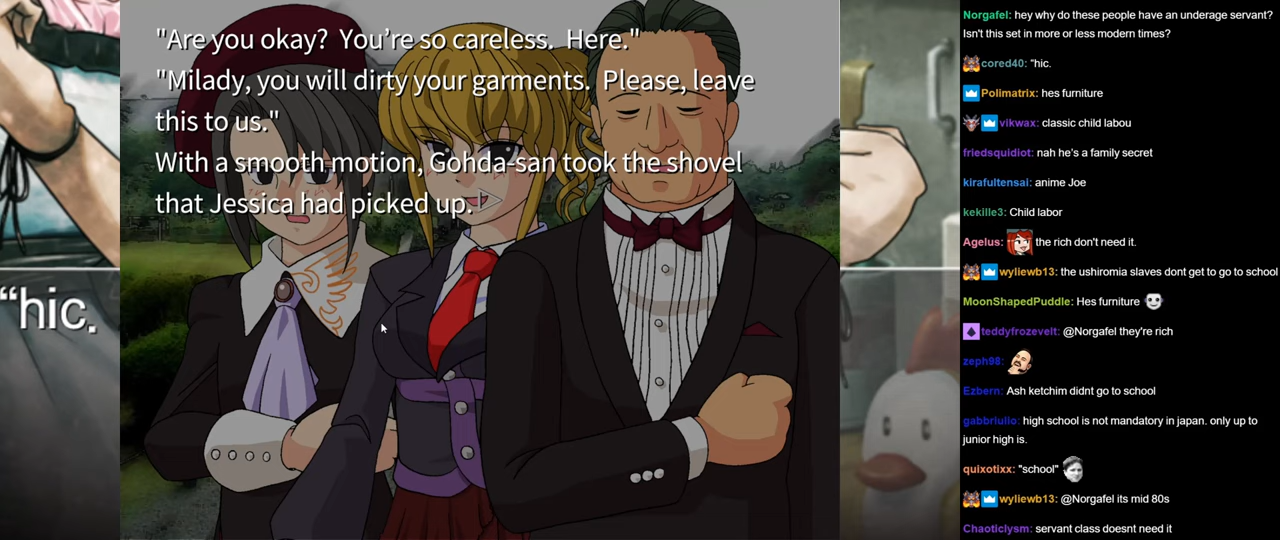 "Are you okay?  You’re so careless.  Here."
"Milady, you will dirty your garments.  Please, leave
this to us."
With a smooth motion, Gohda-san took the shovel
that Jessica had picked up.
“hic.
Norgafel: hey why do these people have an underage servant?
Isn't this set in more or less modern times?
cored40: “hic.
Polimatrix: hes furniture
vikwax: classic child labou
friedsquidiot: nah he's a family secret
kirafultensai: anime Joe
kekille3: Child labor
Agelus: the rich don't need it.
wyliewb13: the ushiromia slaves dont get to go to school
MoonShapedPuddle: Hes furniture
teddyfrozevelt: @Norgafel they're rich
zeph98:
Ezbern: Ash ketchim didnt go to school
gabbriulio: high school is not mandatory in japan. only up to
junior high is.
quixotixx: "school"
wyliewb13: @Norgafel its mid 80s
Chaoticlysm: servant class doesnt need it